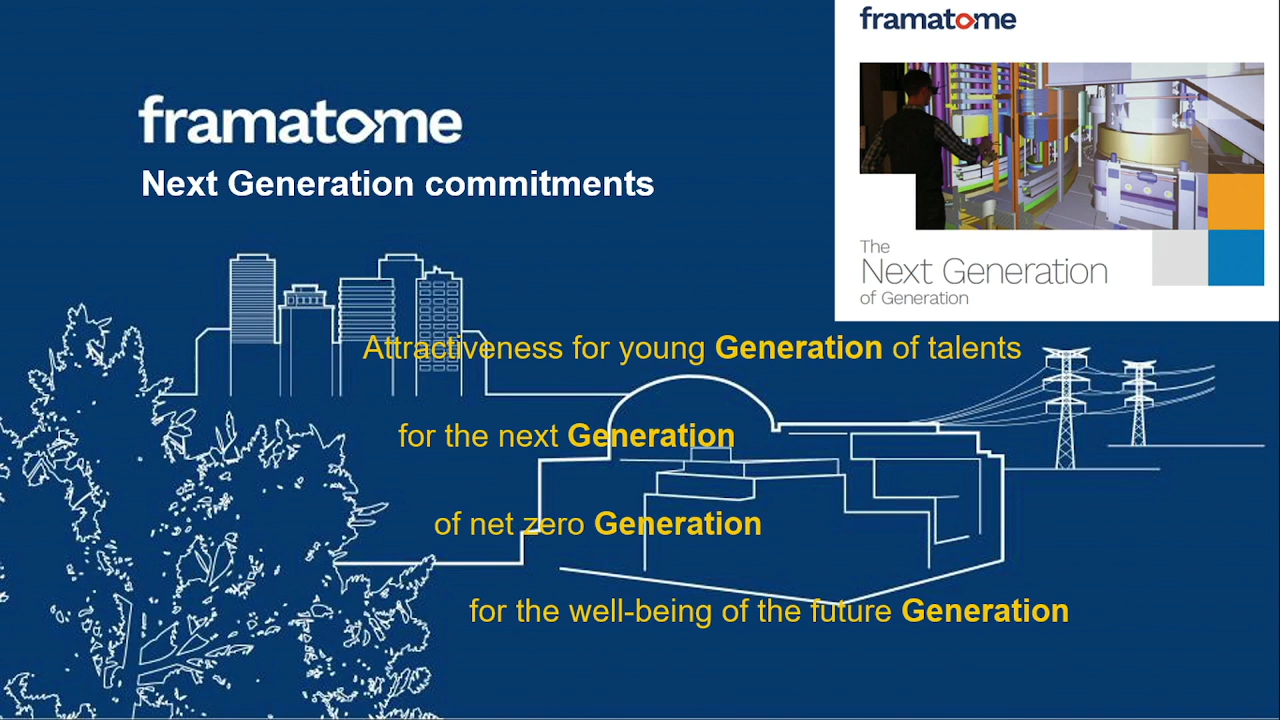 framatome
Next Generation commitments
framatome
The
Next Generation
of Generation
Attractiveness for young Generation of talents
for the next Generation
of net zero Generation
for the well-being of the future Generation